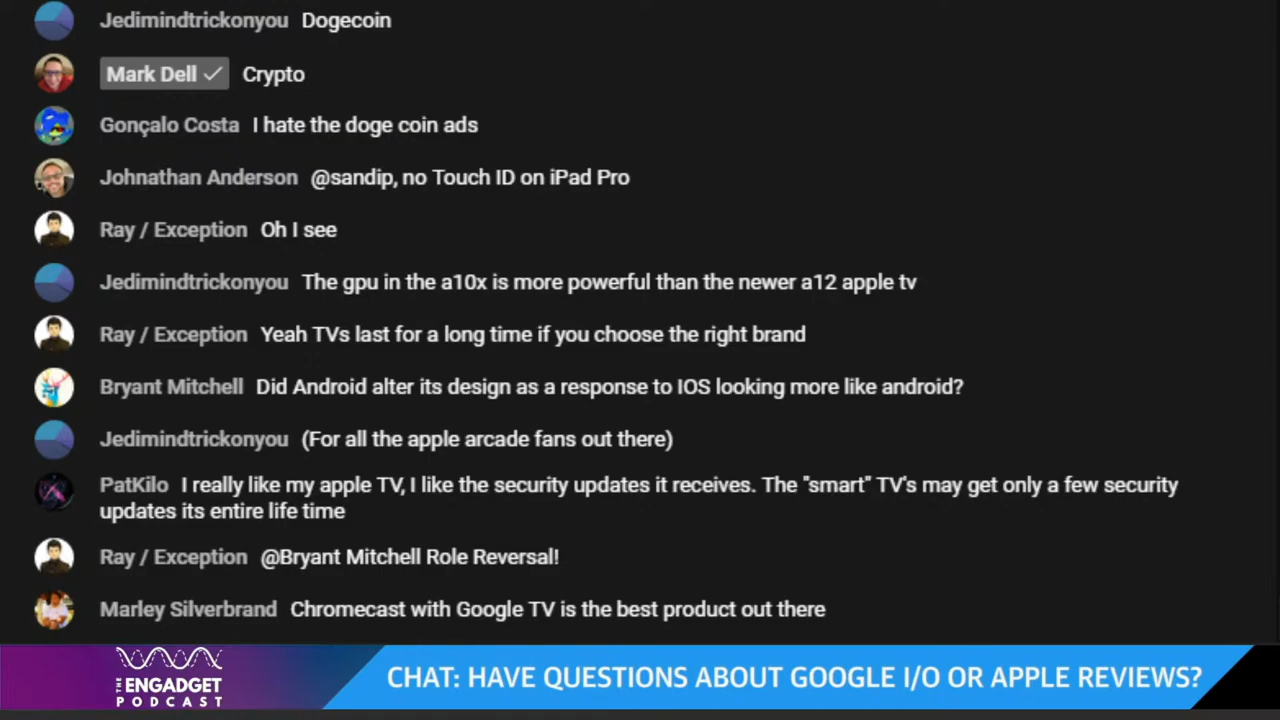 Jedimindtrickonyou Dogecoin
Mark Dell ✓ Crypto
Gonçalo Costa I hate the doge coin ads
Johnathan Anderson @sandip, no Touch ID on iPad Pro
Ray / Exception Oh I see
Jedimindtrickonyou The gpu in the a10x is more powerful than the newer a12 apple tv
Ray / Exception Yeah TVs last for a long time if you choose the right brand
Bryant Mitchell Did Android alter its design as a response to IOS looking more like android?
Jedimindtrickonyou (For all the apple arcade fans out there)
PatKilo I really like my apple TV, I like the security updates it receives. The "smart" TV's may get only a few security
updates its entire life time
Ray / Exception @Bryant Mitchell Role Reversal!
Marley Silverbrand Chromecast with Google TV is the best product out there
THE ENGADGET
PODCAST
CHAT: HAVE QUESTIONS ABOUT GOOGLE I/O OR APPLE REVIEWS?